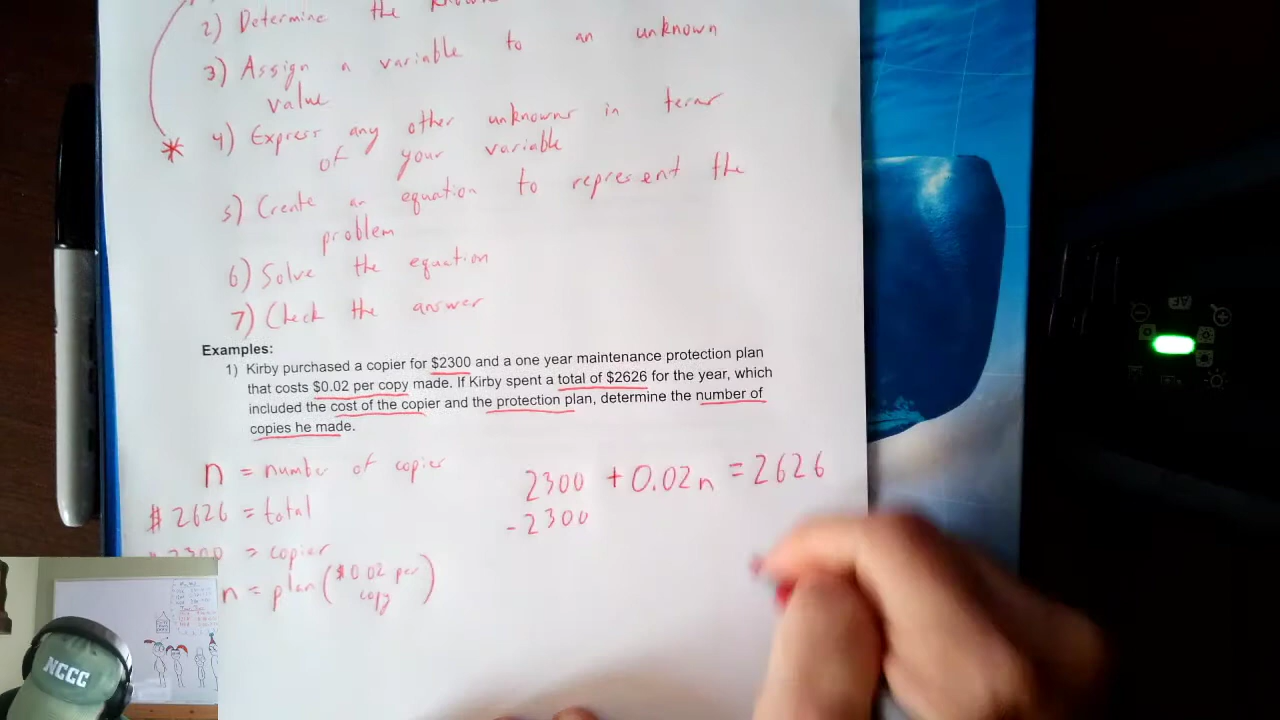 2) Determine the
3) Assign a variable to an unknown
value
* 4) Express any other unknowns in terms
of your variable
5) Create an equation to represent the
problem
6) Solve the equation
7) Check the answer
Examples:
1) Kirby purchased a copier for $2300 and a one year maintenance protection plan
that costs $0.02 per copy made. If Kirby spent a total of $2626 for the year, which
included the cost of the copier and the protection plan, determine the number of
copies he made.
n = number of copies
$2626 = total
2300 = copier
n = plan ($0.02 per
copy)
2300 + 0.02n = 2626
-2300
NCCC
AF